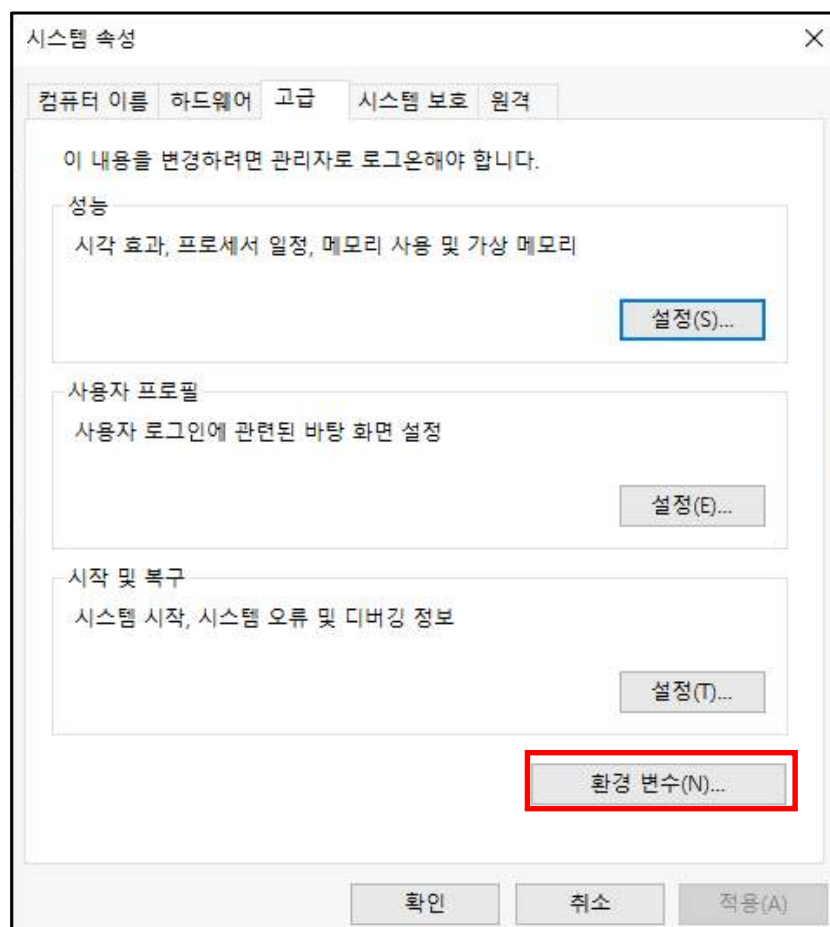 시스템 속성
컴퓨터 이름 하드웨어 고급 시스템 보호 원격
이 내용을 변경하려면 관리자로 로그온해야 합니다.
성능
시각 효과, 프로세서 일정, 메모리 사용 및 가상 메모리
설정(S)...
사용자 프로필
사용자 로그인에 관련된 바탕 화면 설정
설정(E)...
시작 및 복구
시스템 시작, 시스템 오류 및 디버깅 정보
설정(T)...
환경 변수(N)...
확인 취소 적용(A)